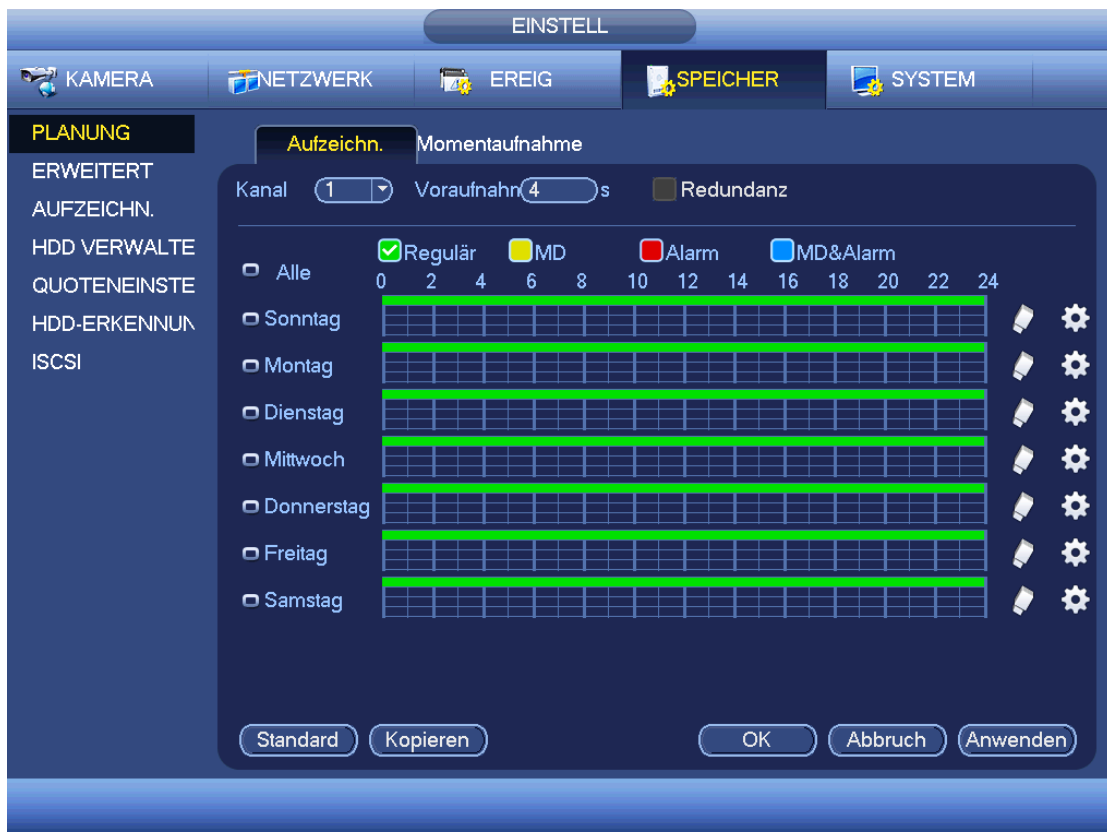 EINSTELL
KAMERA NETZWERK EREIG SPEICHER SYSTEM
PLANUNG
ERWEITERT
AUFZEICHN.
HDD VERWALTE
QUOTENEINSTE
HDD-ERKENNUN
ISCSI
Aufzeichn. Momentaufnahme
Kanal 1 Voraufnahn 4 s Redundanz
Regulär MD Alarm MD&Alarm
Alle 0 2 4 6 8 10 12 14 16 18 20 22 24
Sonntag
Montag
Dienstag
Mittwoch
Donnerstag
Freitag
Samstag
Standard Kopieren OK Abbruch Anwenden